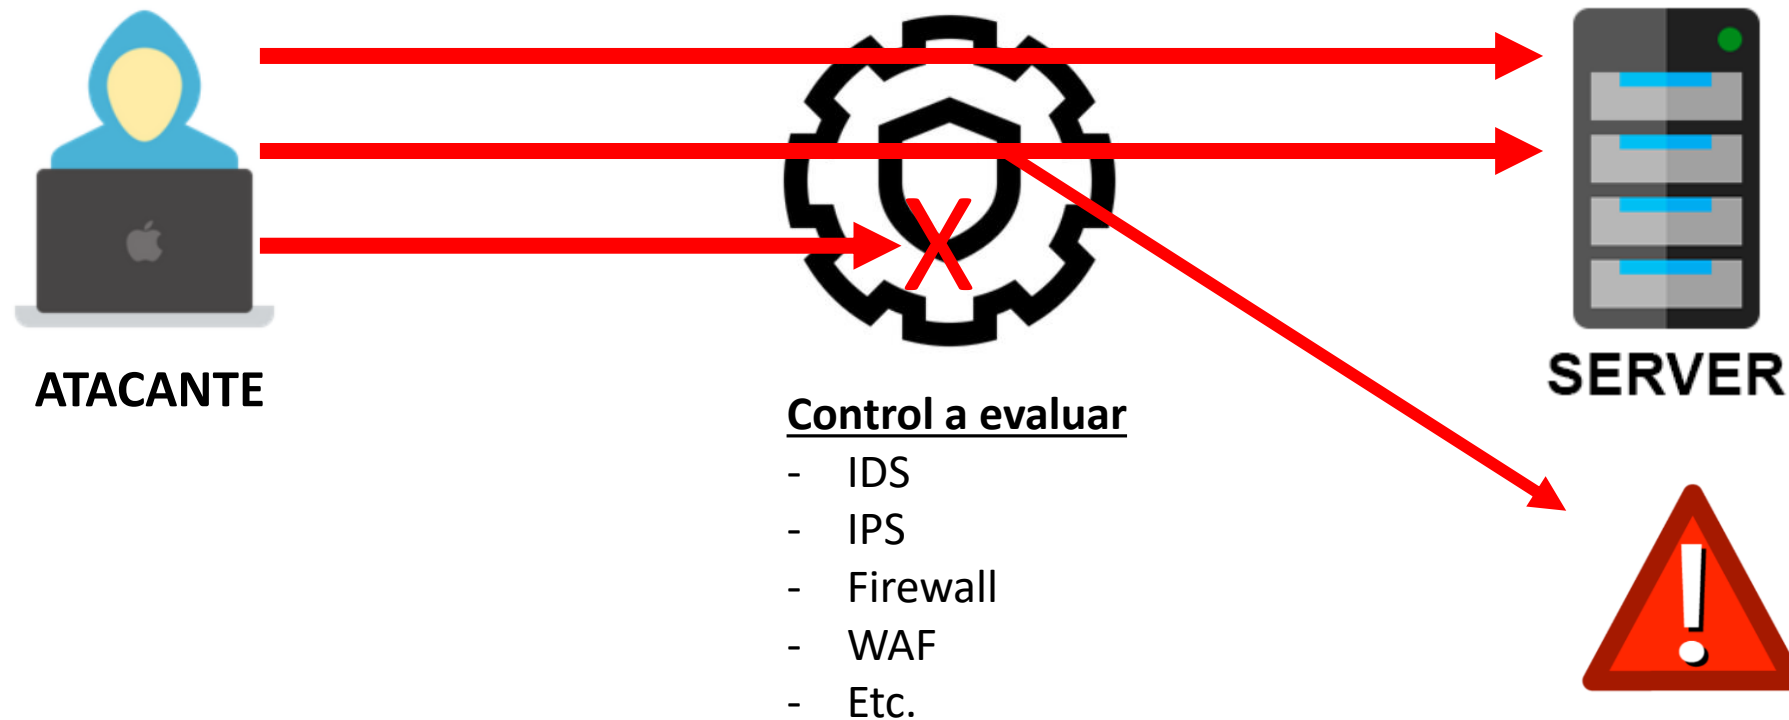 ATACANTE
SERVER
Control a evaluar
- IDS
- IPS
- Firewall
- WAF
- Etc.
X
!